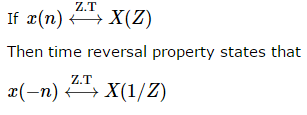 If x(n) ⟷ X(Z) Z.T
Then time reversal property states that
x(−n) ⟷ X(1/Z) Z.T